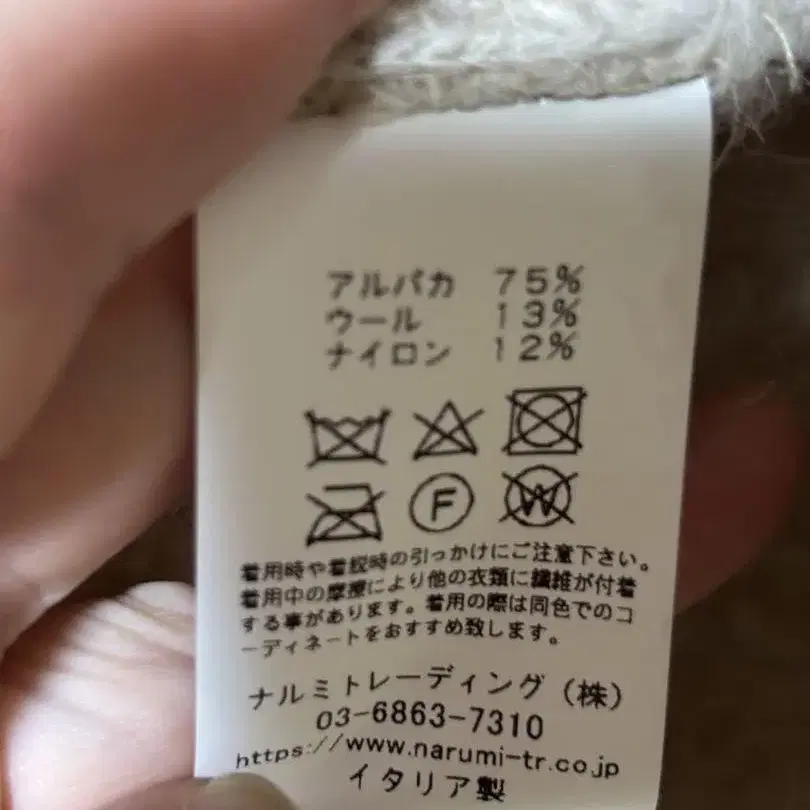 アルパカ 75%
ウール 13%
ナイロン 12%
F
W
着用時や着脱時の引っかけにご注意下さい。
着用中の摩擦により他の衣類に繊維が付着
する事があります。着用の際は同色でのコ
ーディネートをおすすめ致します。
ナルミトレーディング(株)
03-6863-7310
https://www.narumi-tr.co.jp
イタリア製